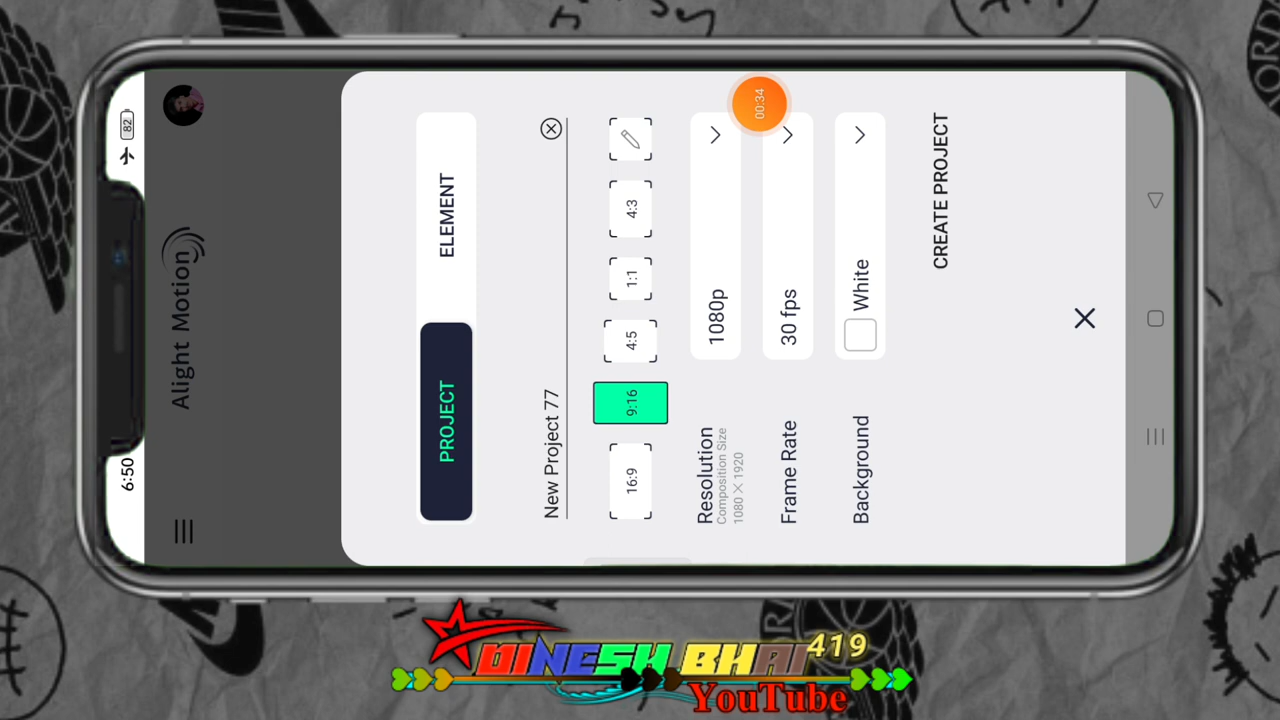 6:50
82
Alight Motion
00:34
PROJECT
ELEMENT
New Project 77
16:9
9:16
4:5
1:1
4:3
Resolution
Composition Size
1080 × 1920
1080p
Frame Rate
30 fps
Background
White
CREATE PROJECT
DINESH BHAI 419
YouTube